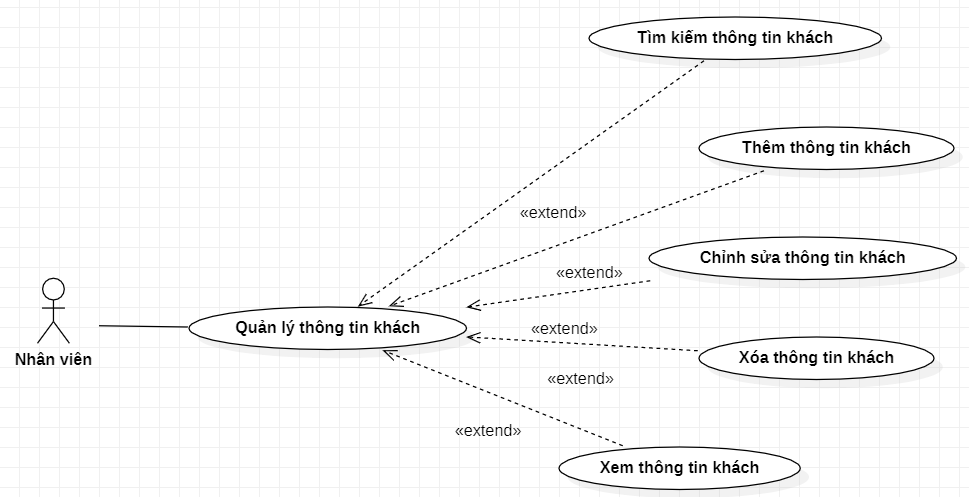 Tìm kiếm thông tin khách
Thêm thông tin khách
«extend»
Chỉnh sửa thông tin khách
«extend»
Nhân viên
Quản lý thông tin khách
«extend»
Xóa thông tin khách
«extend»
«extend»
Xem thông tin khách